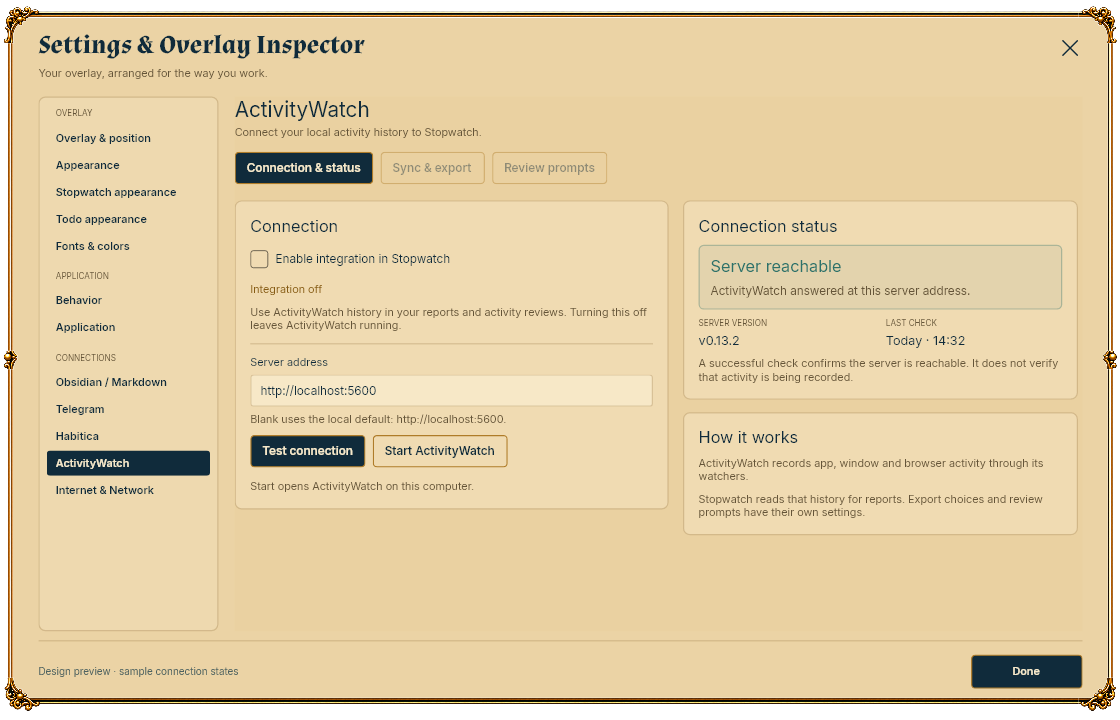 Settings & Overlay Inspector
Your overlay, arranged for the way you work.
OVERLAY
Overlay & position
Appearance
Stopwatch appearance
Todo appearance
Fonts & colors
APPLICATION
Behavior
Application
CONNECTIONS
Obsidian / Markdown
Telegram
Habitica
ActivityWatch
Internet & Network
ActivityWatch
Connect your local activity history to Stopwatch.
Connection & status
Sync & export
Review prompts
Connection
Enable integration in Stopwatch
Integration off
Use ActivityWatch history in your reports and activity reviews. Turning this off
leaves ActivityWatch running.
Server address
http://localhost:5600
Blank uses the local default: http://localhost:5600.
Test connection
Start ActivityWatch
Start opens ActivityWatch on this computer.
Connection status
Server reachable
ActivityWatch answered at this server address.
SERVER VERSION
v0.13.2
LAST CHECK
Today · 14:32
A successful check confirms the server is reachable. It does not verify
that activity is being recorded.
How it works
ActivityWatch records app, window and browser activity through its
watchers.
Stopwatch reads that history for reports. Export choices and review
prompts have their own settings.
Design preview · sample connection states
Done